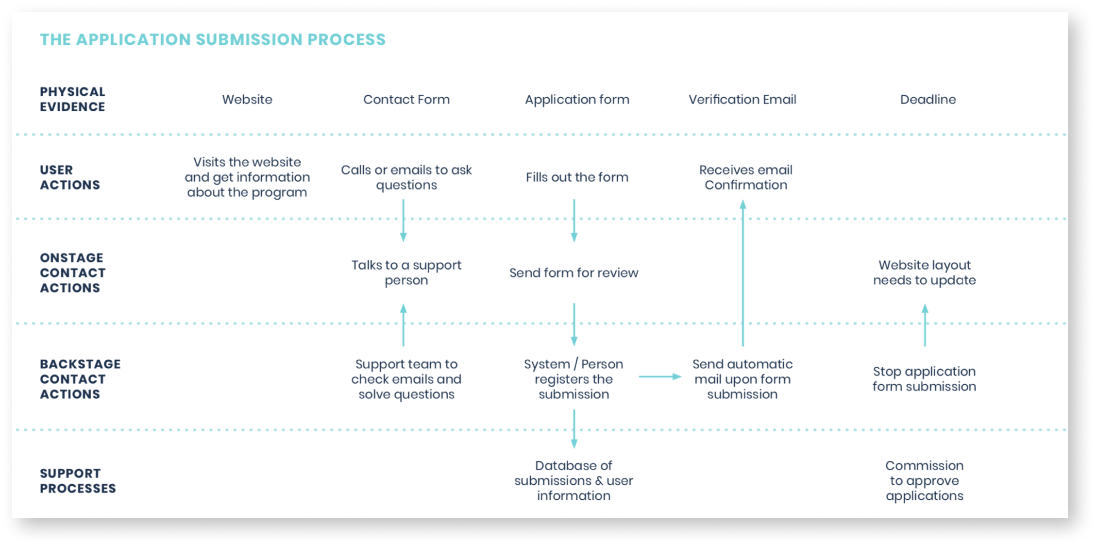 THE APPLICATION SUBMISSION PROCESS
PHYSICAL
EVIDENCE
Website
Contact Form
Application form
Verification Email
Deadline
USER
ACTIONS
Visits the website
and get information
about the program
Calls or emails to ask
questions
Fills out the form
Receives email
Confirmation
ONSTAGE
CONTACT
ACTIONS
Talks to a support
person
Send form for review
Website layout
needs to update
BACKSTAGE
CONTACT
ACTIONS
Support team to
check emails and
solve questions
System / Person
registers the
submission
Send automatic
mail upon form
submission
Stop application
form submission
SUPPORT
PROCESSES
Database of
submissions & user
information
Commission
to approve
applications